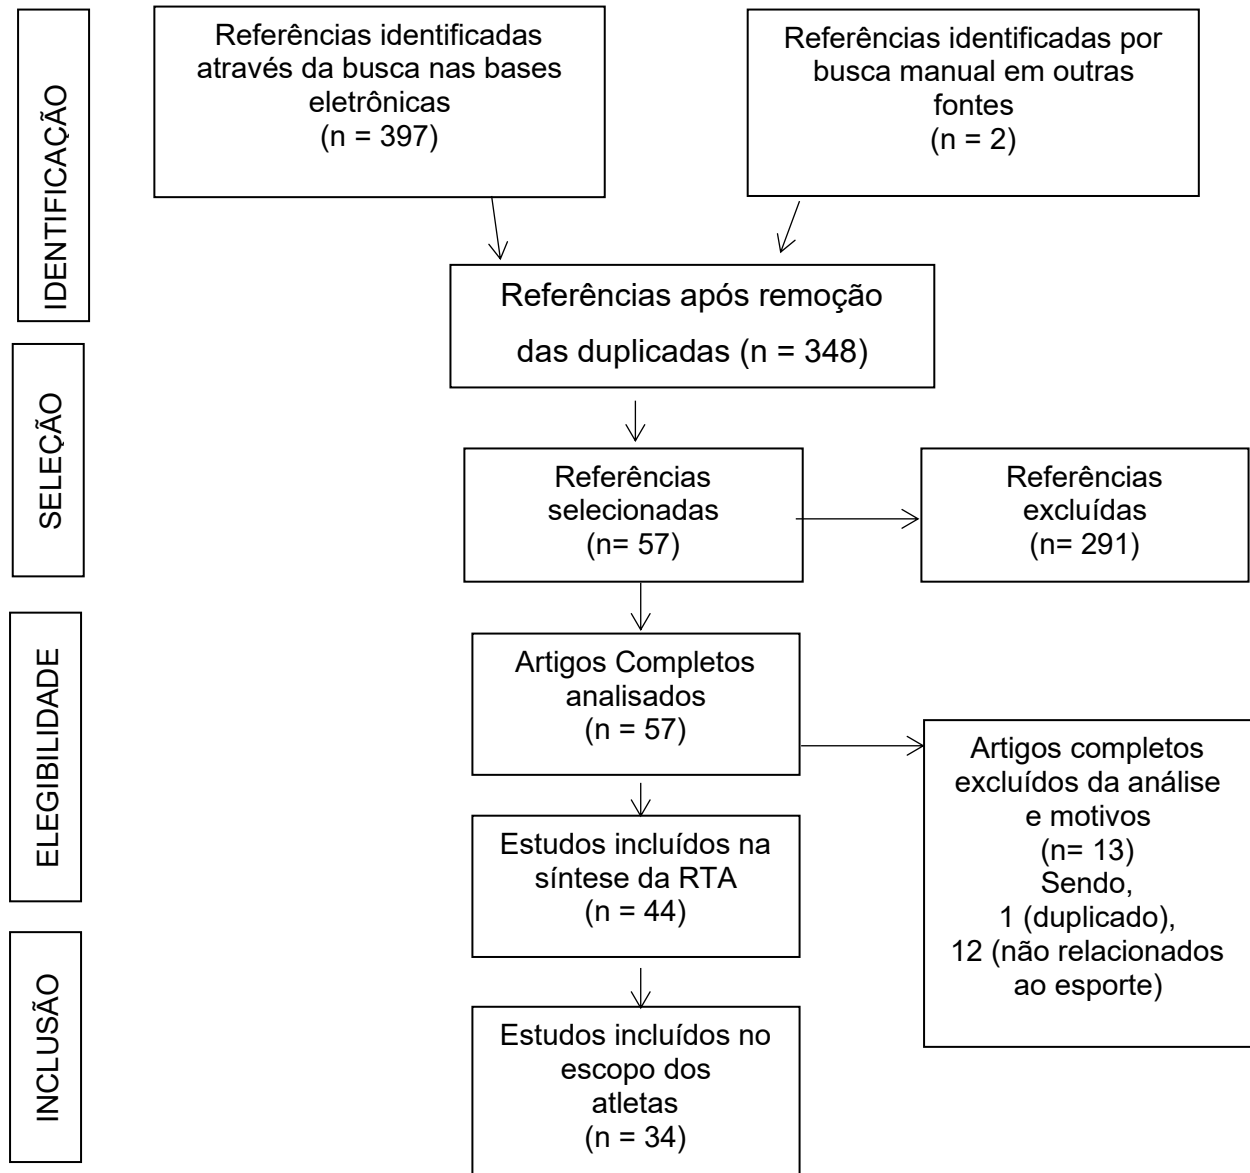 IDENTIFICAÇÃO
Referências identificadas
através da busca nas bases
eletrônicas
(n = 397)
Referências identificadas por
busca manual em outras
fontes
(n = 2)
Referências após remoção
das duplicadas (n = 348)
SELEÇÃO
Referências
selecionadas
(n= 57)
Referências
excluídas
(n= 291)
ELEGIBILIDADE
Artigos Completos
analisados
(n = 57)
Artigos completos
excluídos da análise
e motivos
(n= 13)
Sendo,
1 (duplicado),
12 (não relacionados
ao esporte)
Estudos incluídos na
síntese da RTA
(n = 44)
INCLUSÃO
Estudos incluídos no
escopo dos
atletas
(n = 34)